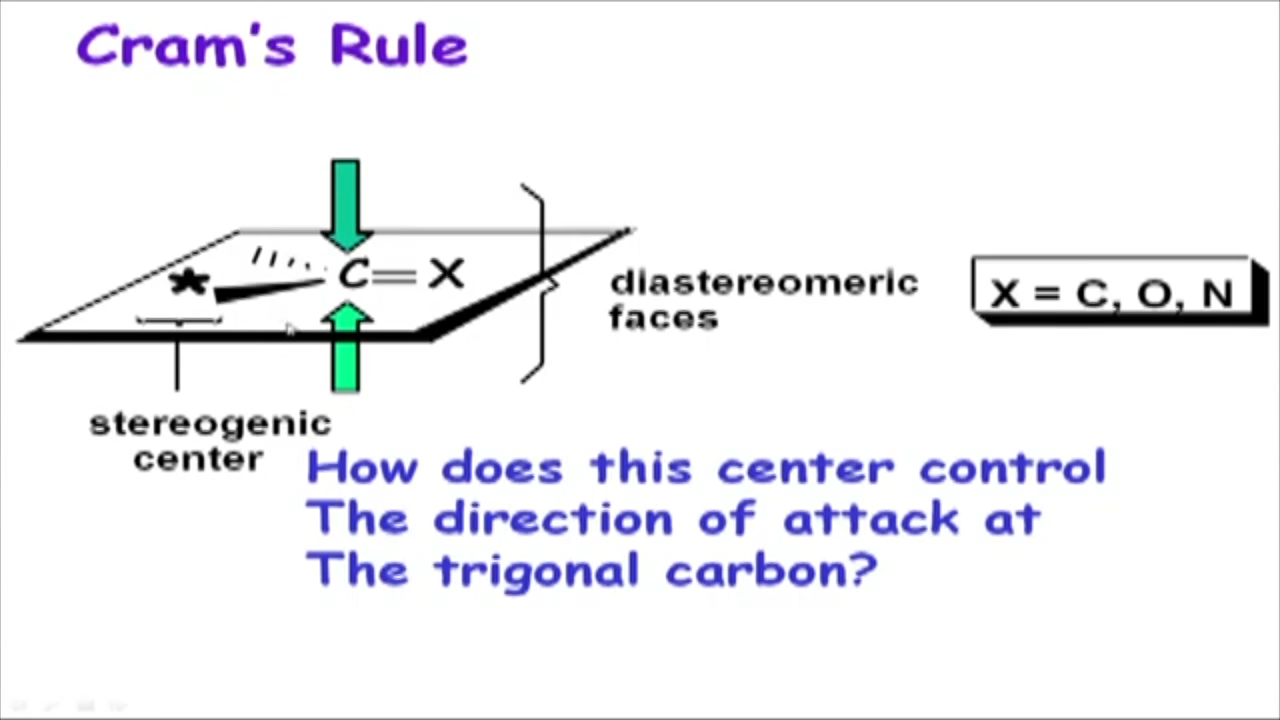 Cram's Rule
* C=X
diastereomeric
faces
X = C, O, N
stereogenic
center
How does this center control
The direction of attack at
The trigonal carbon?